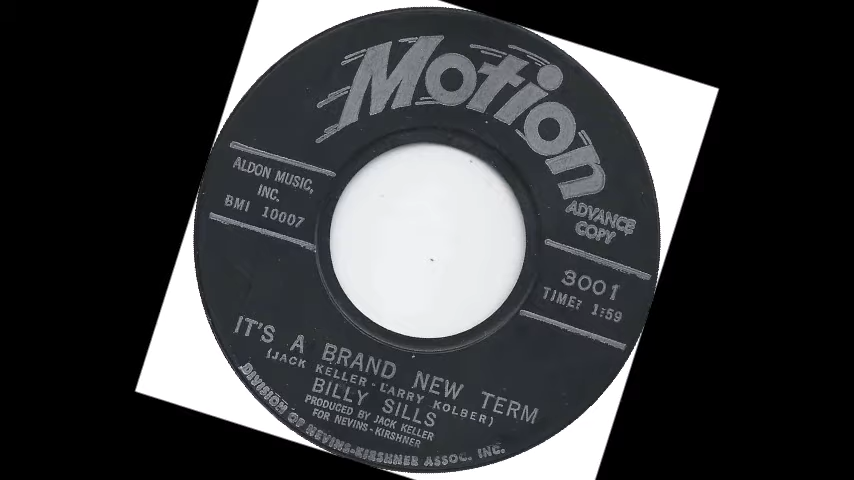 Motion
ADVANCE
COPY
ALDON MUSIC,
INC.
BMI 10007
3001
TIME: 1:59
IT'S A BRAND NEW TERM
(JACK KELLER - LARRY KOLBER)
BILLY SILLS
PRODUCED BY JACK KELLER
FOR NEVINS - KIRSHNER
DIVISION OF NEVINS-KIRSHNER ASSOC. INC.